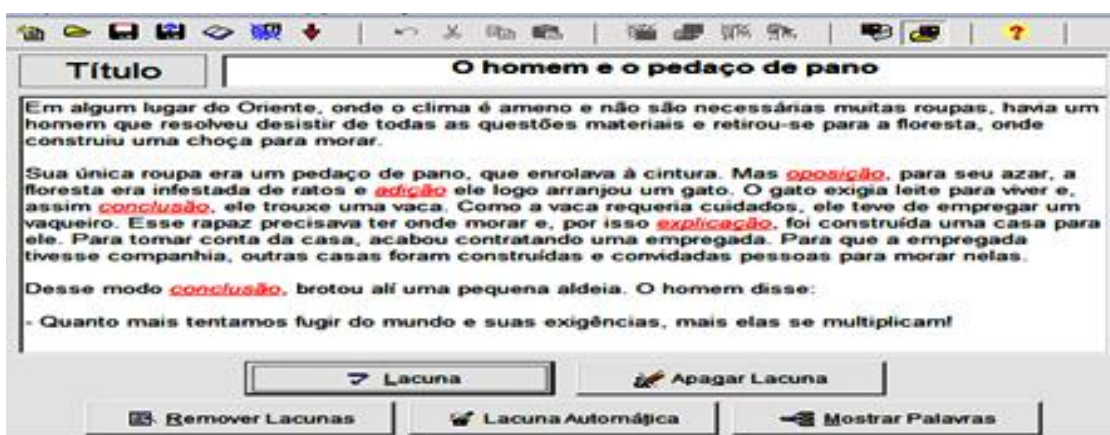 ?
Título
O homem e o pedaço de pano
Em algum lugar do Oriente, onde o clima é ameno e não são necessárias muitas roupas, havia um
homem que resolveu desistir de todas as questões materiais e retirou-se para a floresta, onde
construiu uma choça para morar.
Sua única roupa era um pedaço de pano, que enrolava à cintura. Mas oposição, para seu azar, a
floresta era infestada de ratos e adição ele logo arranjou um gato. O gato exigia leite para viver e,
assim conclusão, ele trouxe uma vaca. Como a vaca requeria cuidados, ele teve de empregar um
vaqueiro. Esse rapaz precisava ter onde morar e, por isso explicação, foi construída uma casa para
ele. Para tomar conta da casa, acabou contratando uma empregada. Para que a empregada
tivesse companhia, outras casas foram construídas e convidadas pessoas para morar nelas.
Desse modo conclusão, brotou alí uma pequena aldeia. O homem disse:
- Quanto mais tentamos fugir do mundo e suas exigências, mais elas se multiplicam!
Lacuna
Apagar Lacuna
Remover Lacunas
Lacuna Automática
Mostrar Palavras